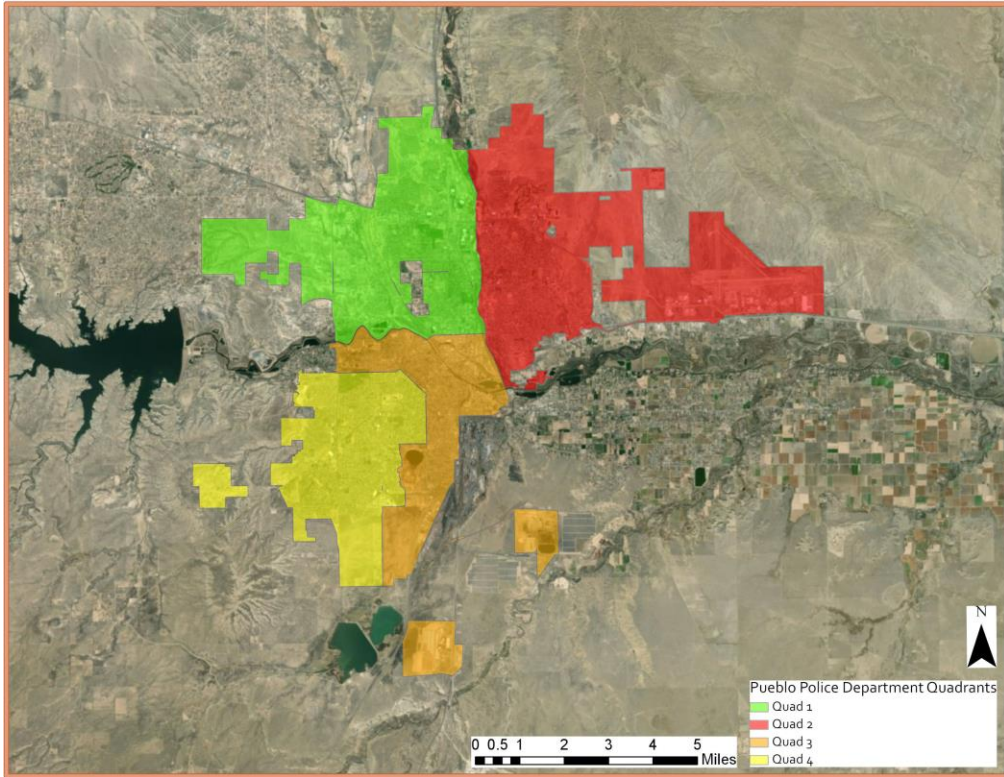 N
Pueblo Police Department Quadrants
Quad 1
Quad 2
Quad 3
Quad 4
0 0.5 1 2 3 4 5
Miles